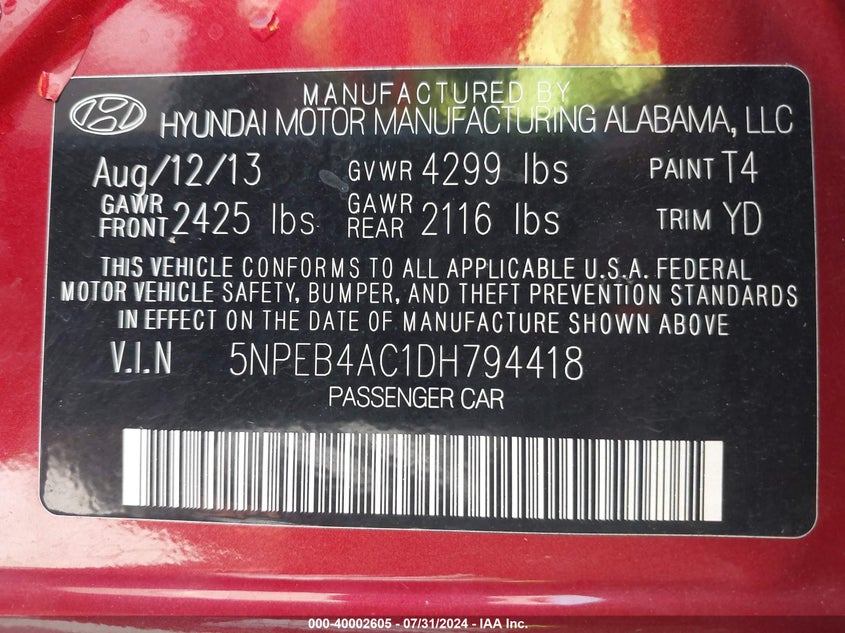 MANUFACTURED BY
HYUNDAI MOTOR MANUFACTURING ALABAMA, LLC
Aug/12/13 GVWR 4299 lbs PAINT T4
GAWR FRONT 2425 lbs GAWR REAR 2116 lbs TRIM YD
THIS VEHICLE CONFORMS TO ALL APPLICABLE U.S.A. FEDERAL
MOTOR VEHICLE SAFETY, BUMPER, AND THEFT PREVENTION STANDARDS
IN EFFECT ON THE DATE OF MANUFACTURE SHOWN ABOVE
V.I.N 5NPEB4AC1DH794418
PASSENGER CAR
000-40002605 - 07/31/2024 - IAA Inc.